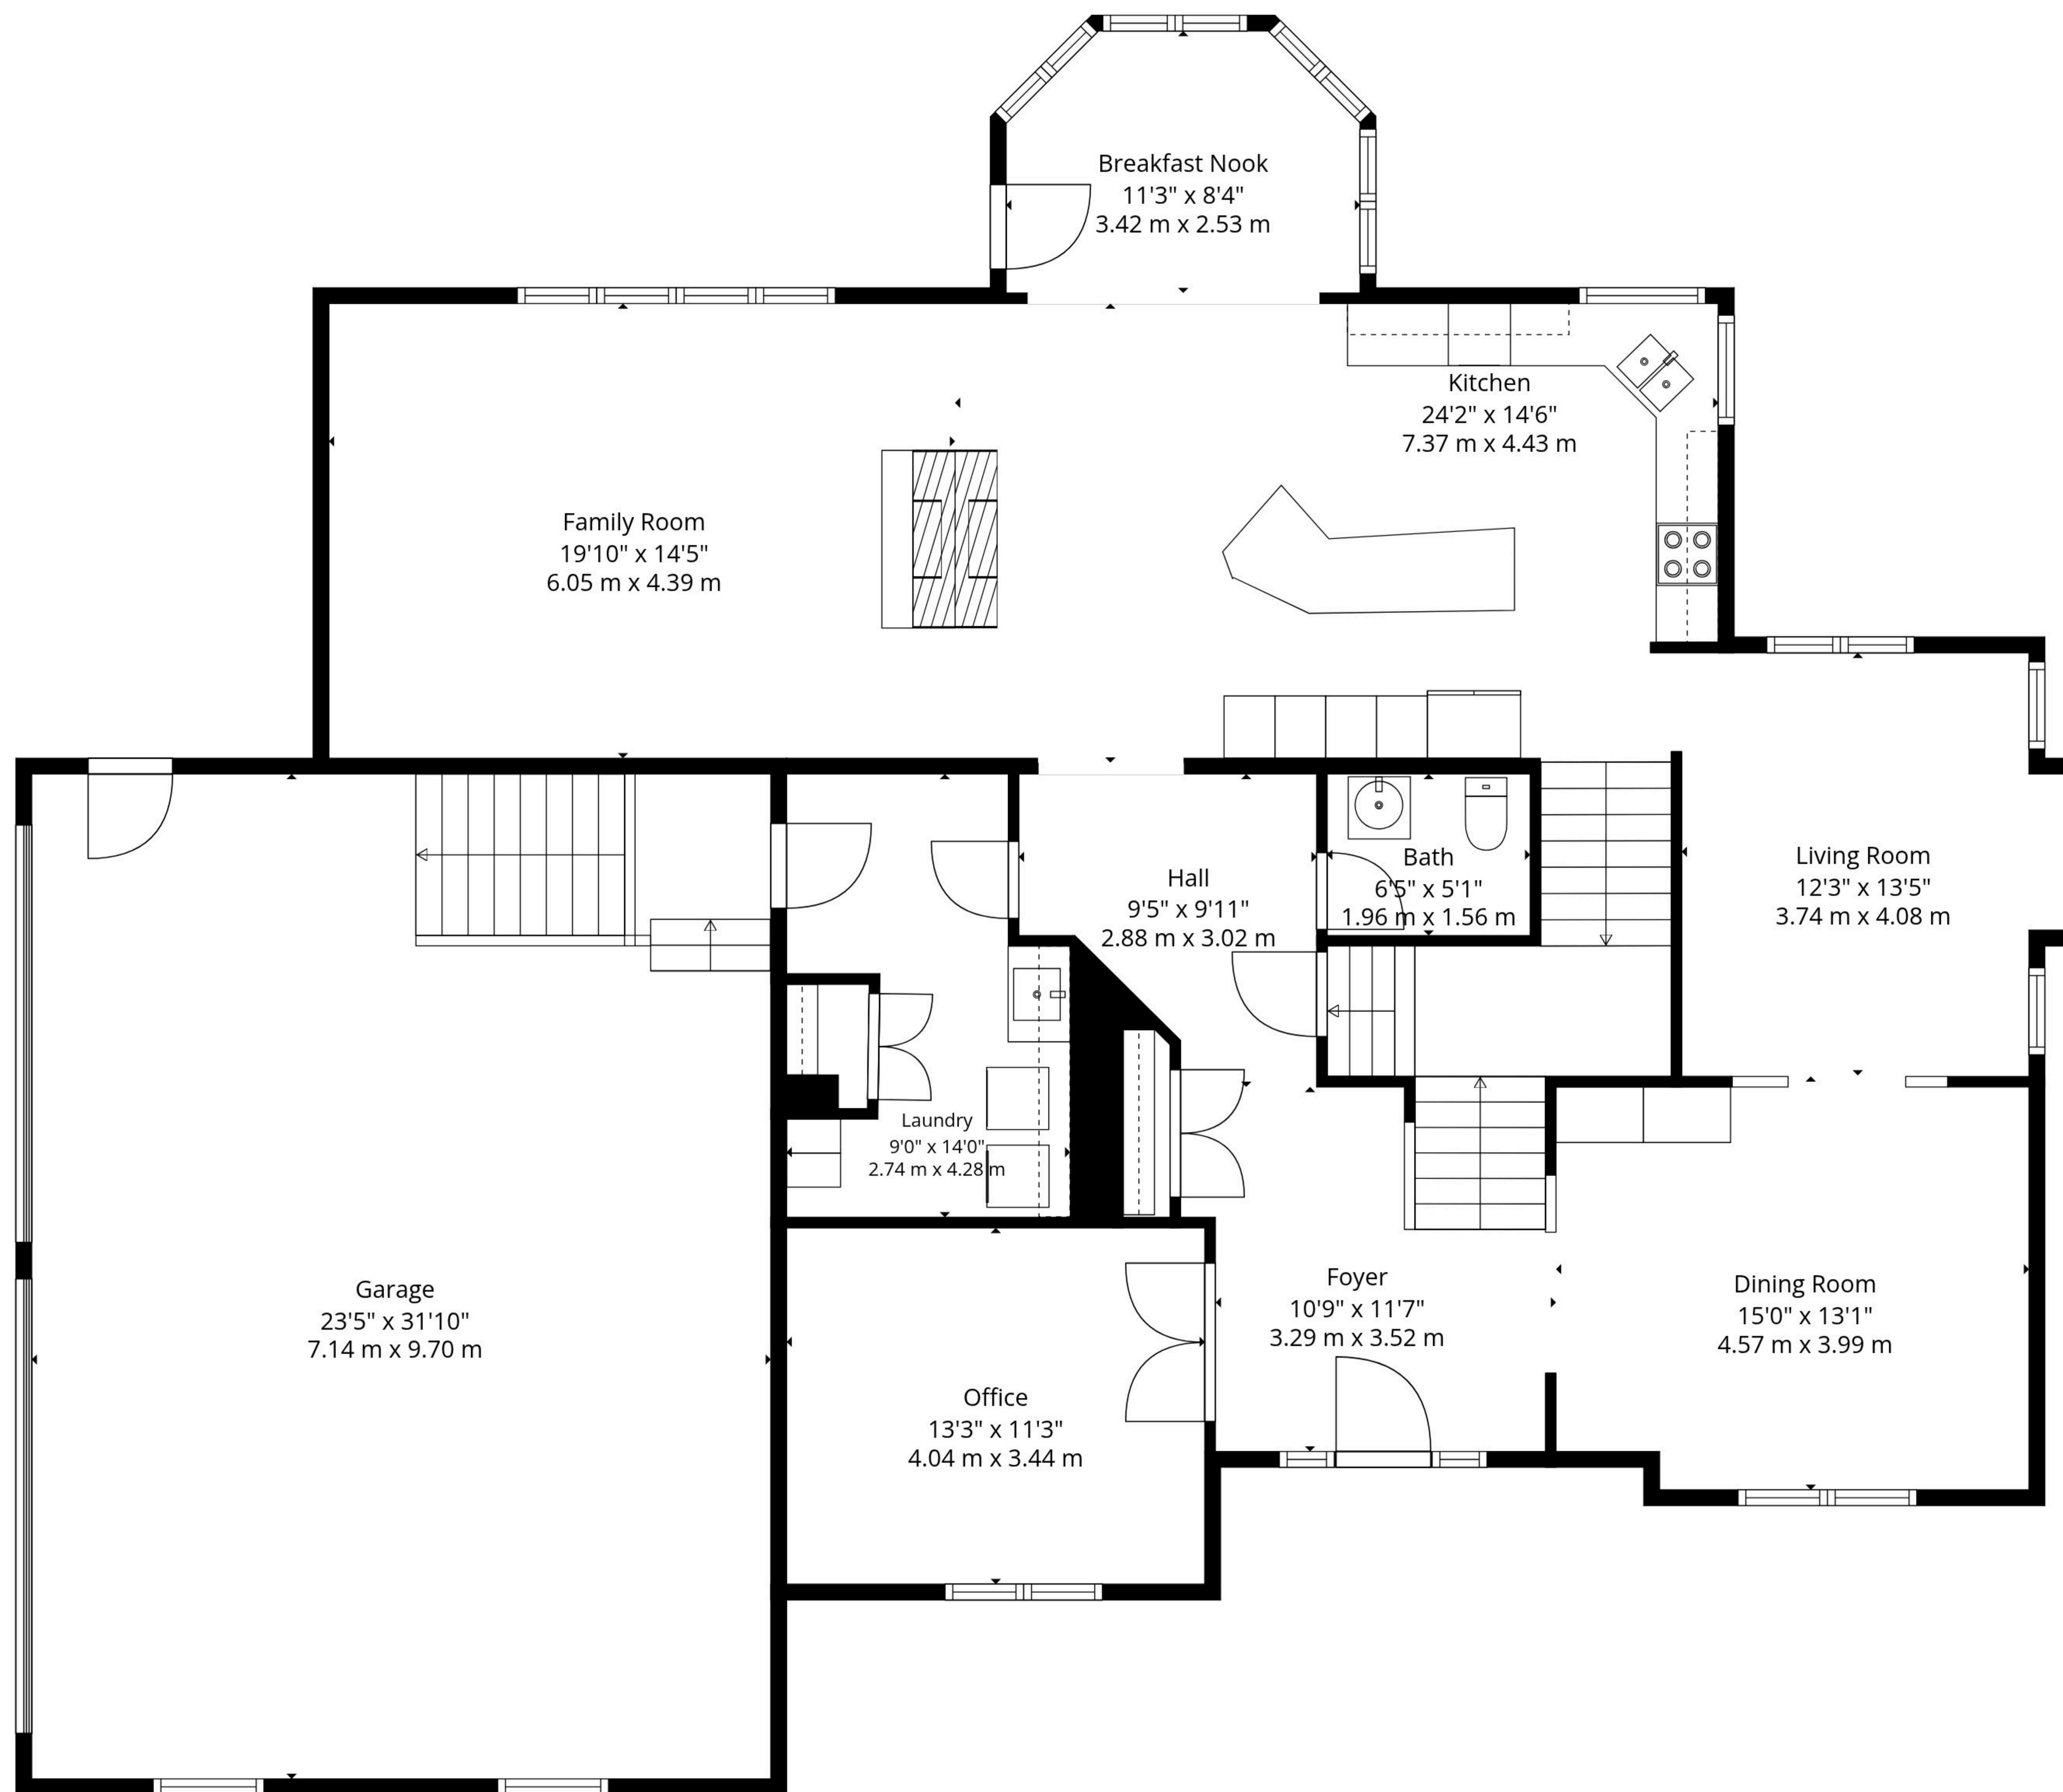 Breakfast Nook
11'3" x 8'4"
3.42 m x 2.53 m
Kitchen
24'2" x 14'6"
7.37 m x 4.43 m
Family Room
19'10" x 14'5"
6.05 m x 4.39 m
Living Room
12'3" x 13'5"
3.74 m x 4.08 m
Bath
6'5" x 5'1"
1.96 m x 1.56 m
Hall
9'5" x 9'11"
2.88 m x 3.02 m
Laundry
9'0" x 14'0"
2.74 m x 4.28 m
Garage
23'5" x 31'10"
7.14 m x 9.70 m
Foyer
10'9" x 11'7"
3.29 m x 3.52 m
Dining Room
15'0" x 13'1"
4.57 m x 3.99 m
Office
13'3" x 11'3"
4.04 m x 3.44 m